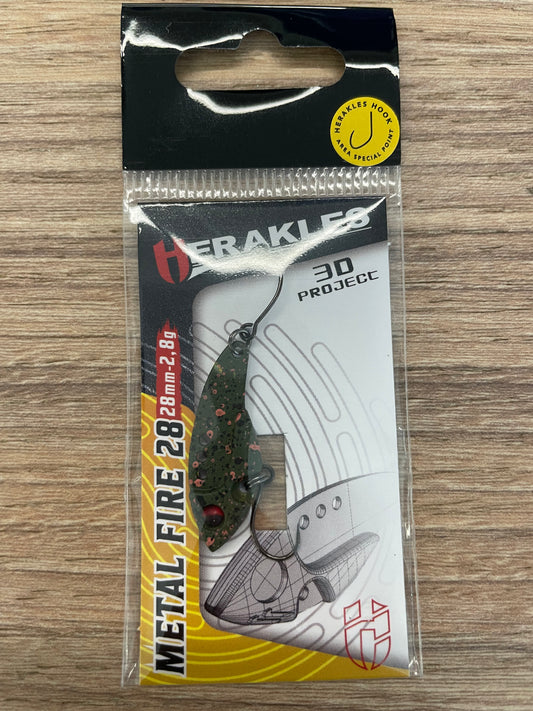 HERAKLES HOOK
AREA SPECIAL POINT
HERAKLES
3D
PROJECT
METAL FIRE 28
28mm-2,8g